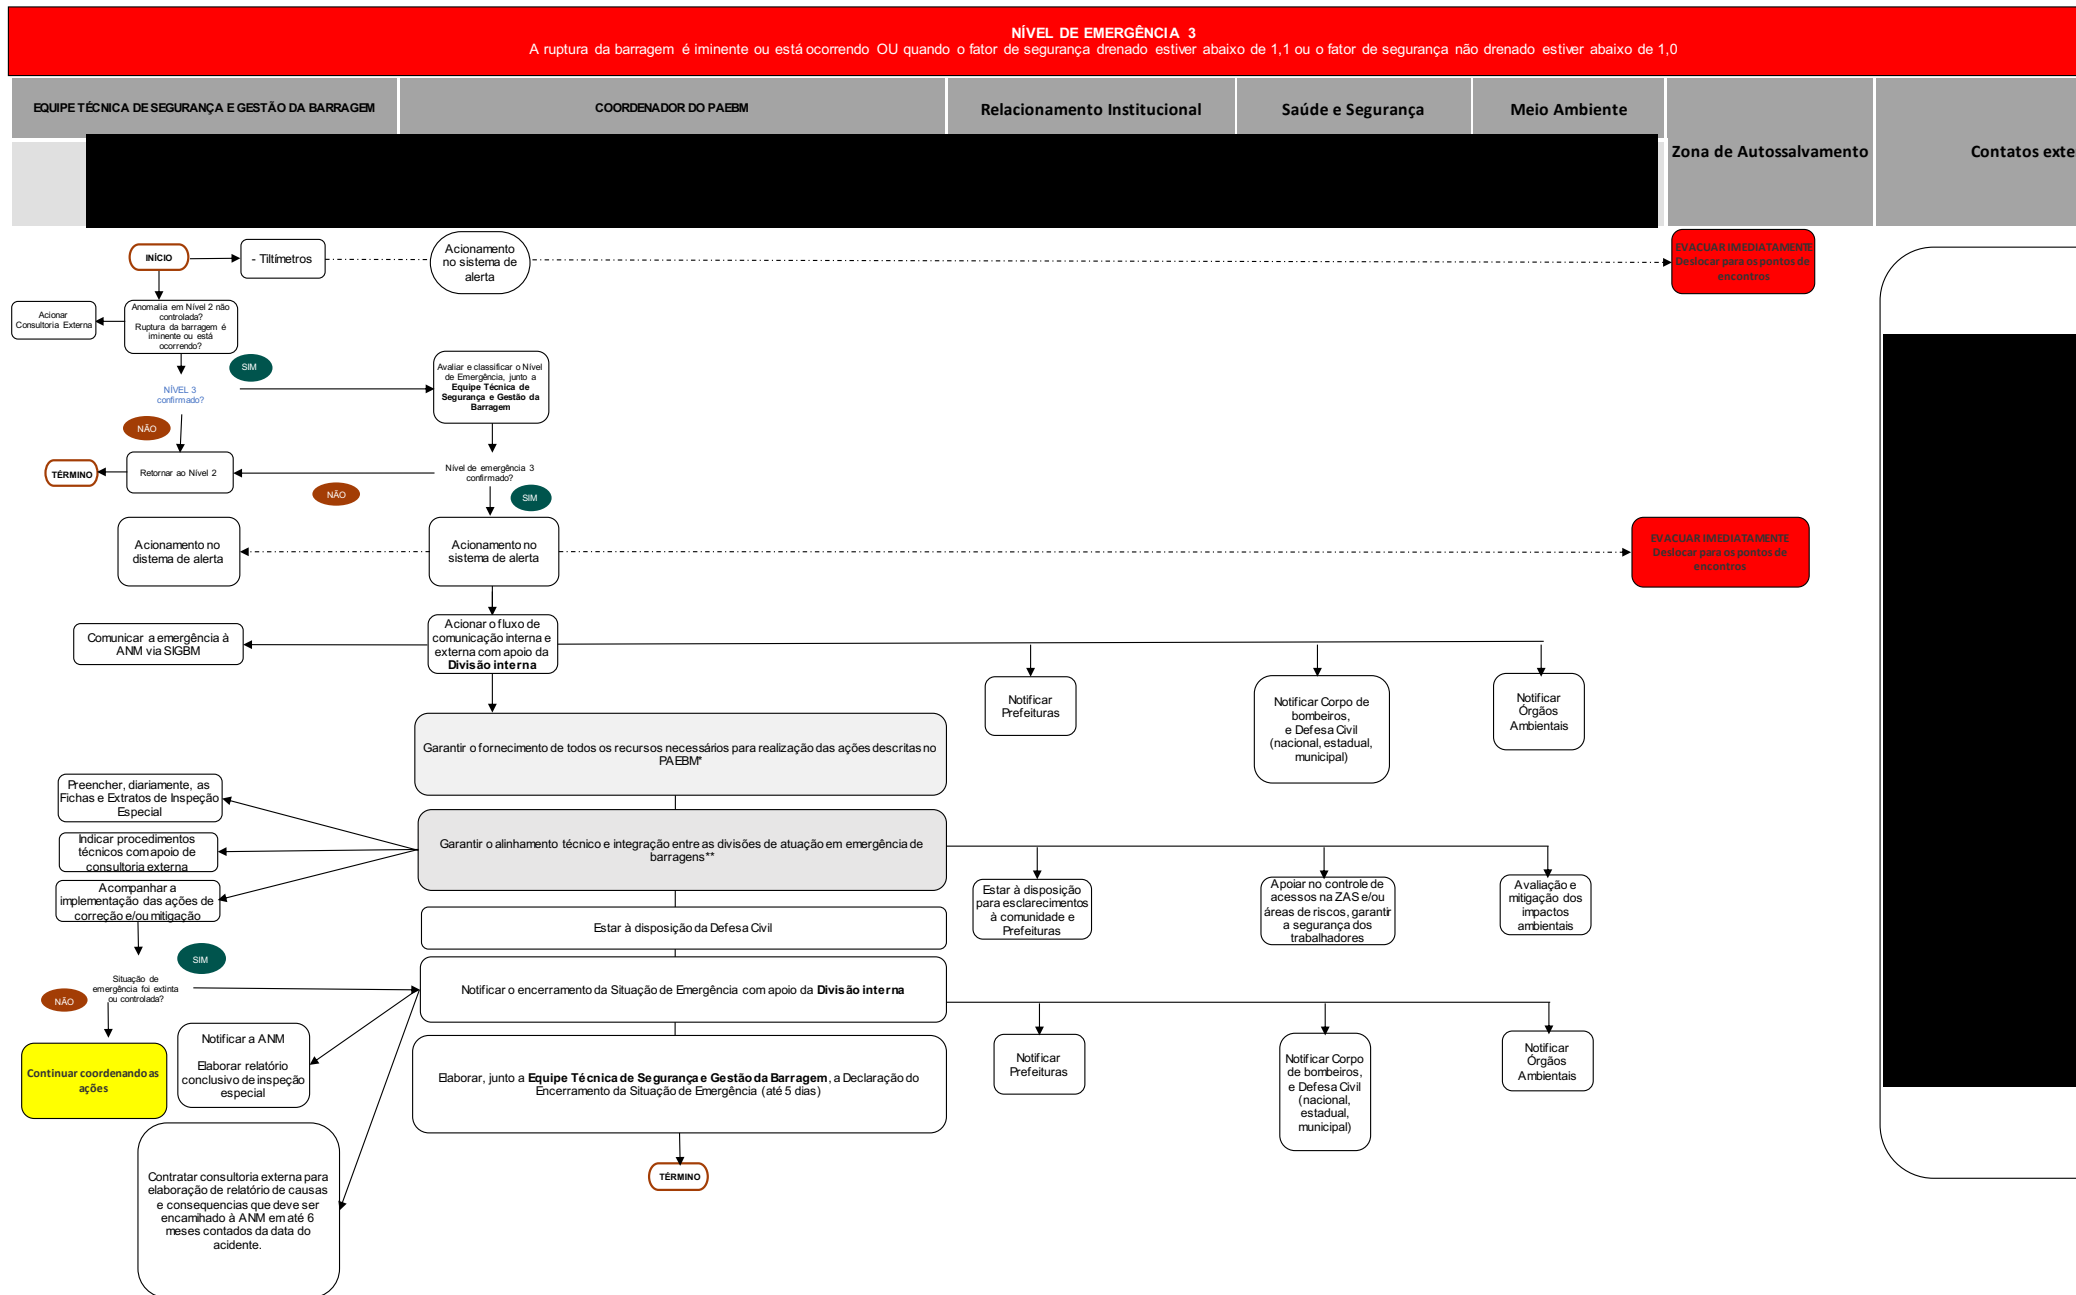 NÍVEL DE EMERGÊNCIA 3
A ruptura da barragem é iminente ou está ocorrendo OU quando o fator de segurança drenado estiver abaixo de 1,1 ou o fator de segurança não drenado estiver abaixo de 1,0
EQUIPE TÉCNICA DE SEGURANÇA E GESTÃO DA BARRAGEM
COORDENADOR DO PAEBM
Relacionamento Institucional
Saúde e Segurança
Meio Ambiente
Zona de Autossalvamento
Contatos exte
INÍCIO
- Tiltímetros
Acionamento
no sistema de
alerta
EVACUAR IMEDIATAMENTE
Deslocar para os pontos de
encontros
Acionar
Consultoria Externa
Anomalia em Nível 2 não
controlada?
Ruptura da barragem é
iminente ou está
ocorrendo?
SIM
NÍVEL 3
confirmado?
Avaliar e classificar o Nível
de Emergência, junto a
Equipe Técnica de
Segurança e Gestão da
Barragem
NÃO
TÉRMINO
Retornar ao Nível 2
Nível de emergência 3
confirmado?
NÃO
SIM
Acionamento no
distema de alerta
Acionamento no
sistema de alerta
EVACUAR IMEDIATAMENTE
Deslocar para os pontos de
encontros
Comunicar a emergência à
ANM via SIGBM
Acionar o fluxo de
comunicação interna e
externa com apoio da
Divisão interna
Notificar
Prefeituras
Notificar Corpo de
bombeiros,
e Defesa Civil
(nacional, estadual,
municipal)
Notificar
Órgãos
Ambientais
Garantir o fornecimento de todos os recursos necessários para realização das ações descritas no
PAEBM*
Preencher, diariamente, as
Fichas e Extratos de Inspeção
Especial
Indicar procedimentos
técnicos com apoio de
consultoria externa
Acompanhar a
implementação das ações de
correção e/ou mitigação
Garantir o alinhamento técnico e integração entre as divisões de atuação em emergência de
barragens**
Estar à disposição
para esclarecimentos
à comunidade e
Prefeituras
Apoiar no controle de
acessos na ZAS e/ou
áreas de riscos, garantir
a segurança dos
trabalhadores
Avaliação e
mitigação dos
impactos
ambientais
Estar à disposição da Defesa Civil
SIM
Situação de
emergência foi extinta
ou controlada?
NÃO
Notificar o encerramento da Situação de Emergência com apoio da Divisão interna
Continuar coordenando as
ações
Notificar a ANM
Elaborar relatório
conclusivo de inspeção
especial
Elaborar, junto a Equipe Técnica de Segurança e Gestão da Barragem, a Declaração do
Encerramento da Situação de Emergência (até 5 dias)
Notificar
Prefeituras
Notificar Corpo
de bombeiros,
e Defesa Civil
(nacional,
estadual,
municipal)
Notificar
Órgãos
Ambientais
Contratar consultoria externa para
elaboração de relatório de causas
e consequencias que deve ser
encamihado à ANM em até 6
meses contados da data do
acidente.
TÉRMINO